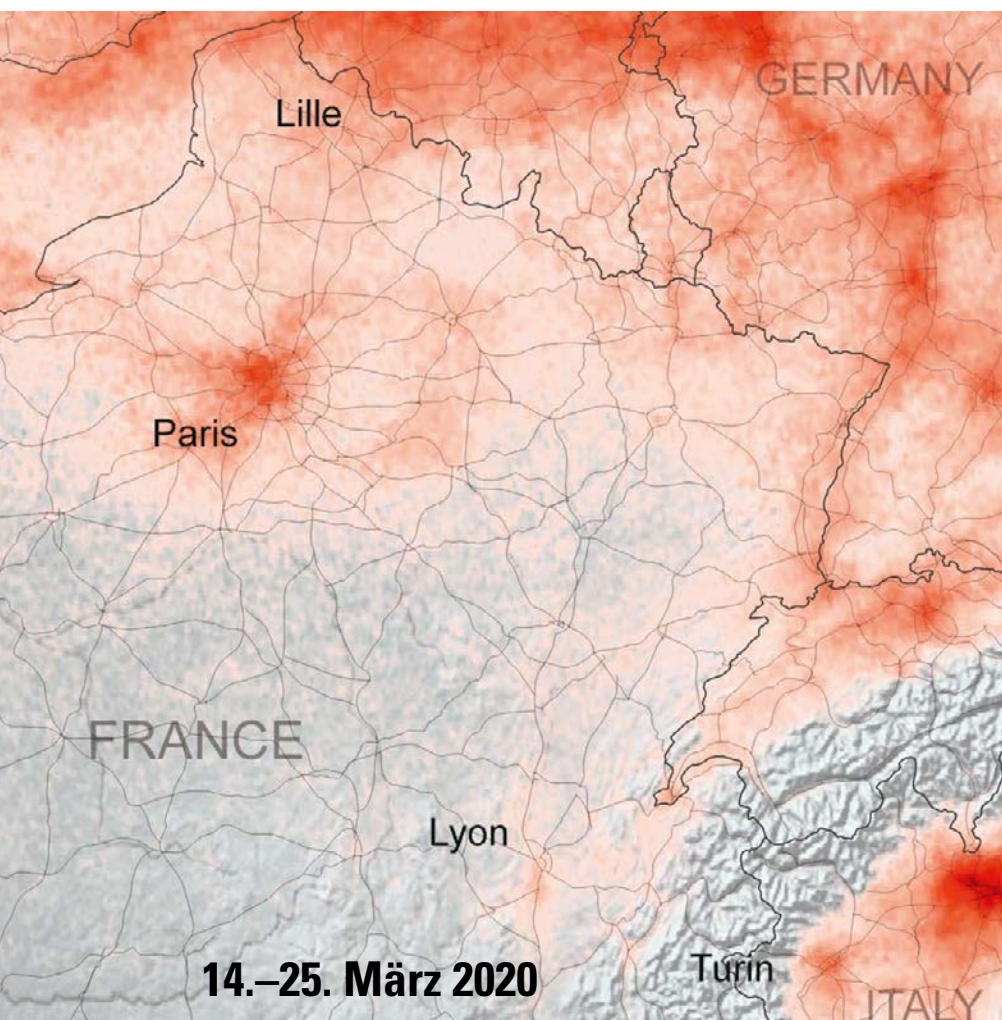 GERMANY
Lille
Paris
FRANCE
Lyon
14.–25. März 2020
Turin
ITALY